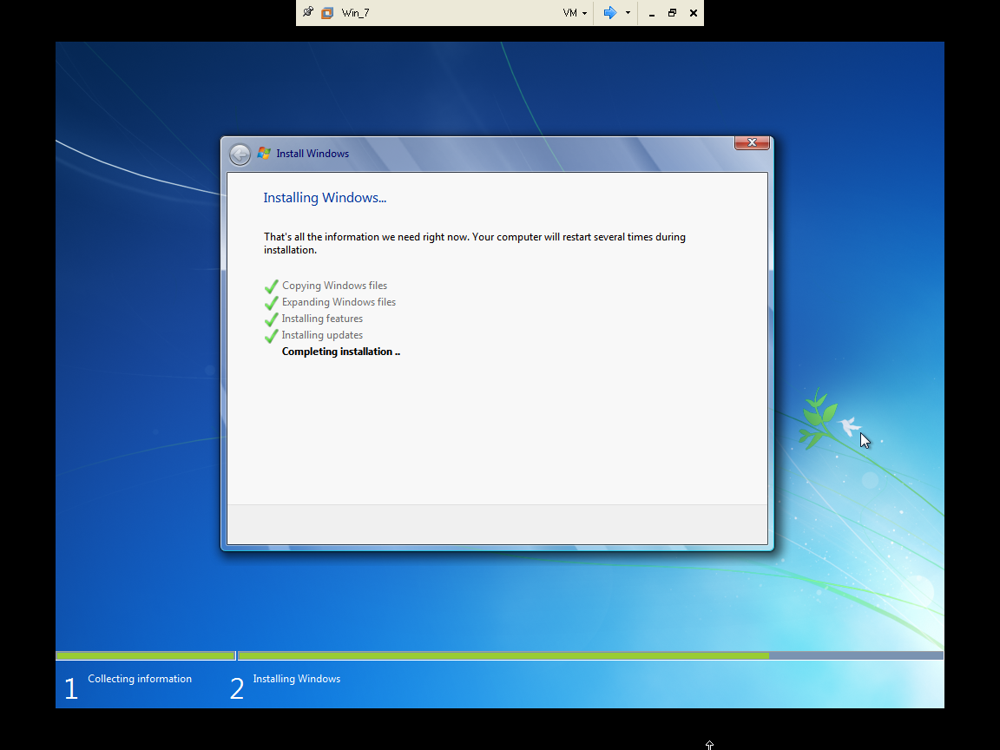 Win_7
VM
Install Windows
Installing Windows...
That's all the information we need right now. Your computer will restart several times during
installation.
Copying Windows files
Expanding Windows files
Installing features
Installing updates
Completing installation ..
1 Collecting information
2 Installing Windows